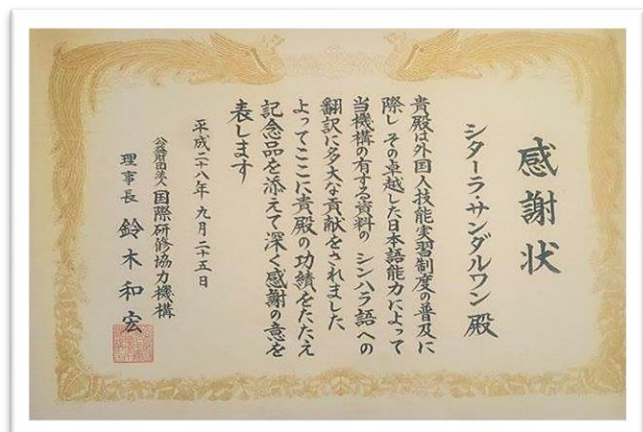 感謝状
シターラ・サンダルワン 殿
貴殿は外国人技能実習制度の普及に
際し その卓越した日本語能力によって
当機構の有する資料の シンハラ語への
翻訳に多大な貢献をされました
よってここに貴殿の功績をたたえ
記念品を添えて深く感謝の意を
表します
平成二十八年 九月 二十五日
公益財団法人 国際研修協力機構
理事長 鈴木和宏